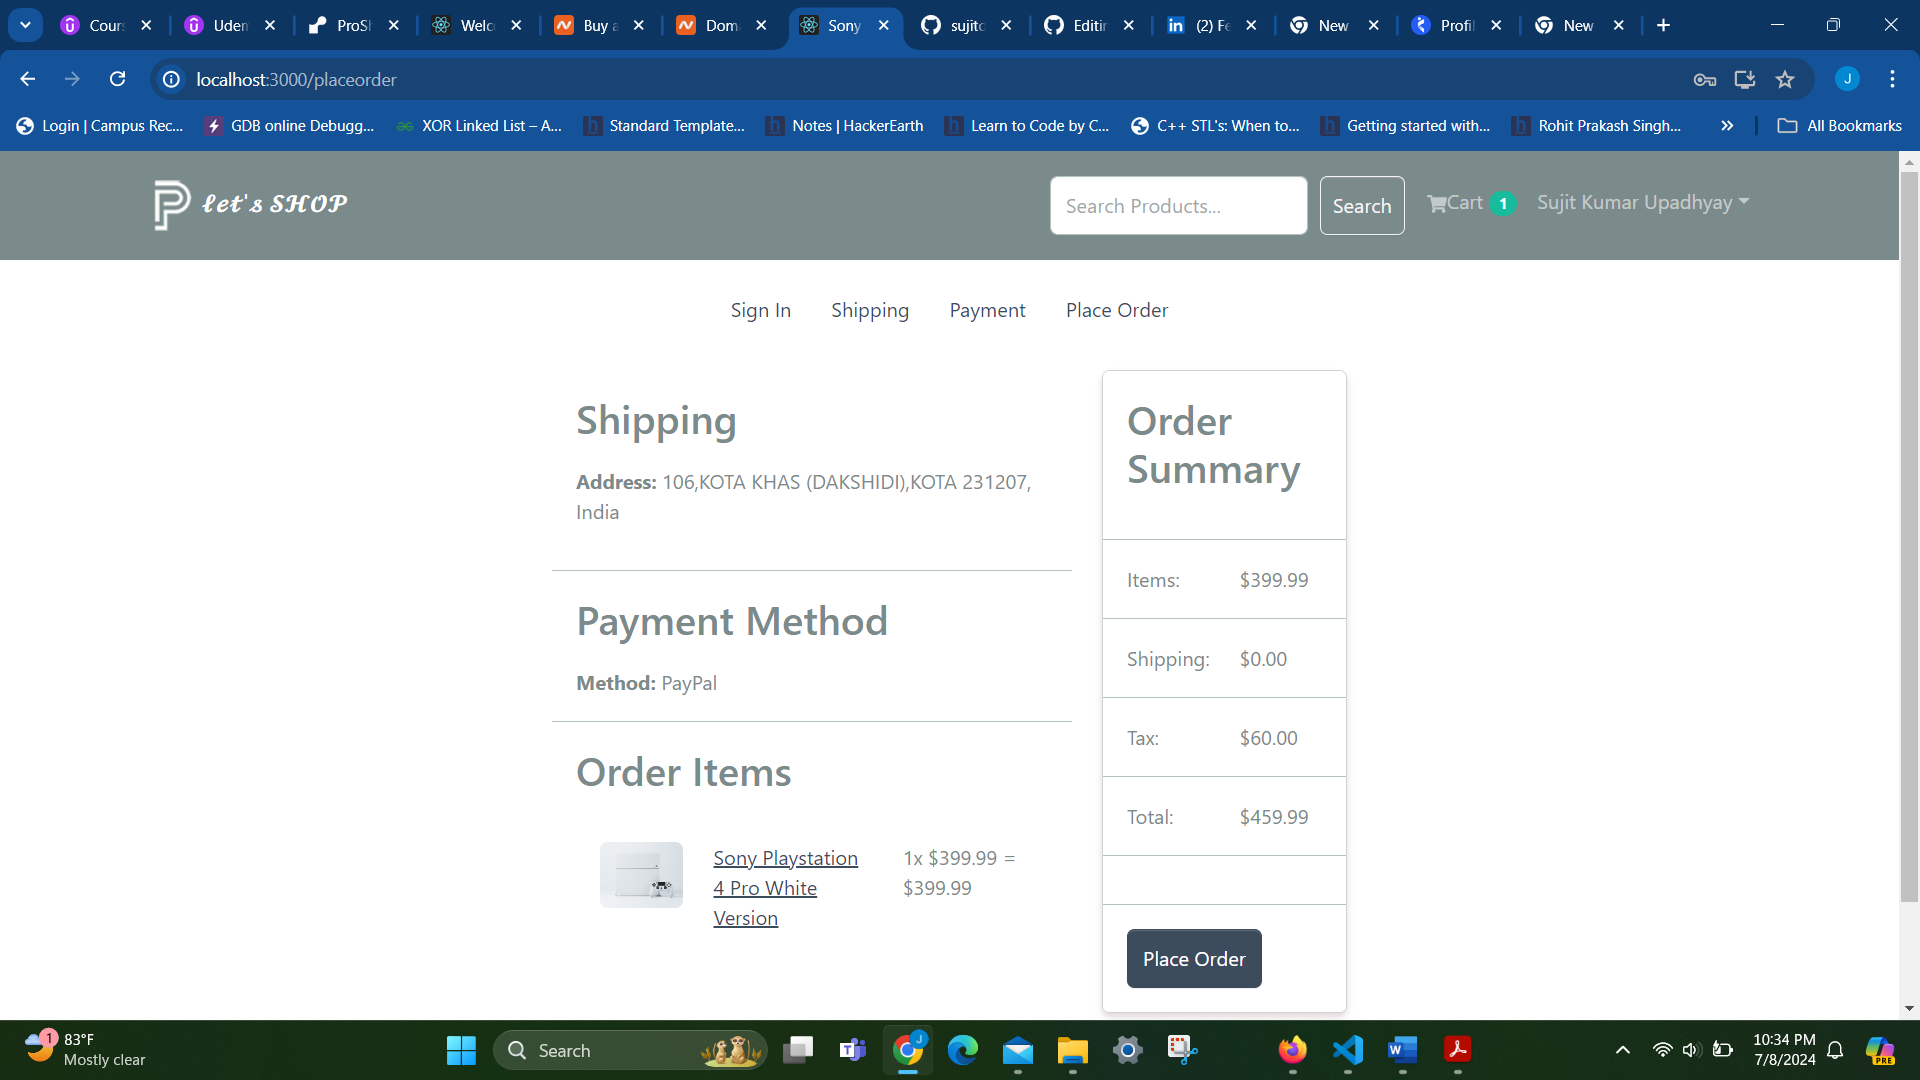 Cour
Uden
ProSh
Welc
Buy a
Dom
Sony
sujito
Editin
(2) Fe
New
Profil
New
localhost:3000/placeorder
J
Login | Campus Rec...
GDB online Debugg...
XOR Linked List – A...
Standard Template...
Notes | HackerEarth
Learn to Code by C...
C++ STL's: When to...
Getting started with...
Rohit Prakash Singh...
All Bookmarks
let's SHOP
Search Products...
Search
Cart 1
Sujit Kumar Upadhyay
Sign In
Shipping
Payment
Place Order
Shipping
Address: 106,KOTA KHAS (DAKSHIDI),KOTA 231207,
India
Payment Method
Method: PayPal
Order Items
Sony Playstation
4 Pro White
Version
1x $399.99 =
$399.99
Order
Summary
Items: $399.99
Shipping: $0.00
Tax: $60.00
Total: $459.99
Place Order
1
83°F
Mostly clear
Search
J
10:34 PM
7/8/2024
PRE